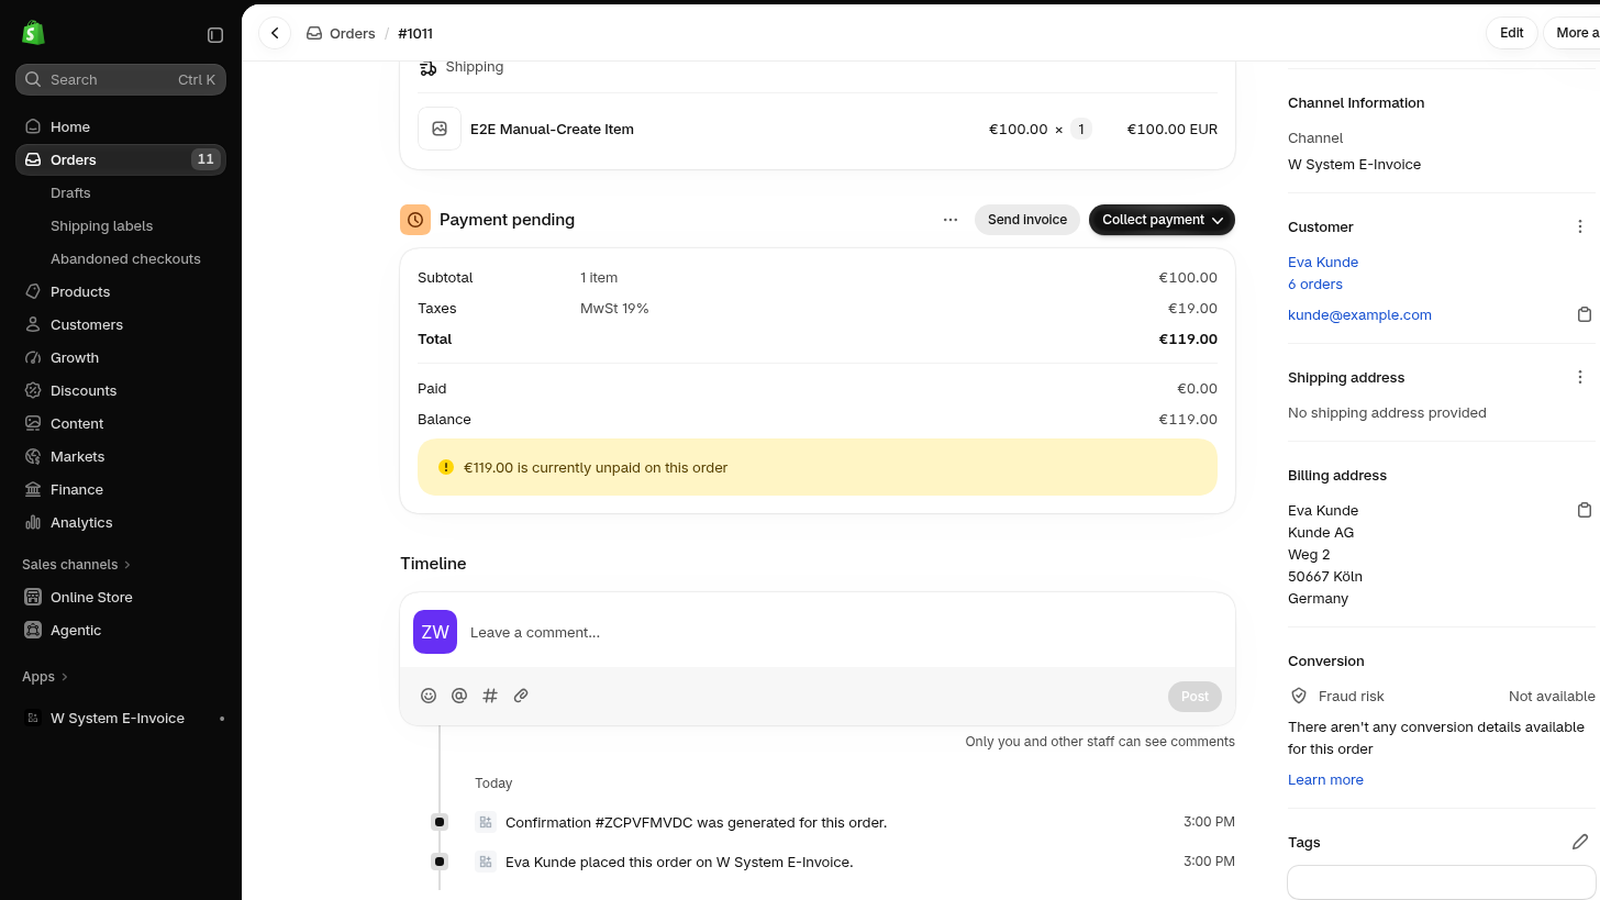 Orders / #1011
Edit
More a
Search Ctrl K
Home
Orders 11
Drafts
Shipping labels
Abandoned checkouts
Products
Customers
Growth
Discounts
Content
Markets
Finance
Analytics
Sales channels
Online Store
Agentic
Apps
W System E-Invoice
Shipping
E2E Manual-Create Item €100.00 × 1 €100.00 EUR
Payment pending
Send invoice
Collect payment
Subtotal 1 item €100.00
Taxes MwSt 19% €19.00
Total €119.00
Paid €0.00
Balance €119.00
€119.00 is currently unpaid on this order
Timeline
ZW Leave a comment...
Post
Only you and other staff can see comments
Today
Confirmation #ZCPVFMVDC was generated for this order. 3:00 PM
Eva Kunde placed this order on W System E-Invoice. 3:00 PM
Channel Information
Channel
W System E-Invoice
Customer
Eva Kunde
6 orders
kunde@example.com
Shipping address
No shipping address provided
Billing address
Eva Kunde
Kunde AG
Weg 2
50667 Köln
Germany
Conversion
Fraud risk Not available
There aren't any conversion details available
for this order
Learn more
Tags